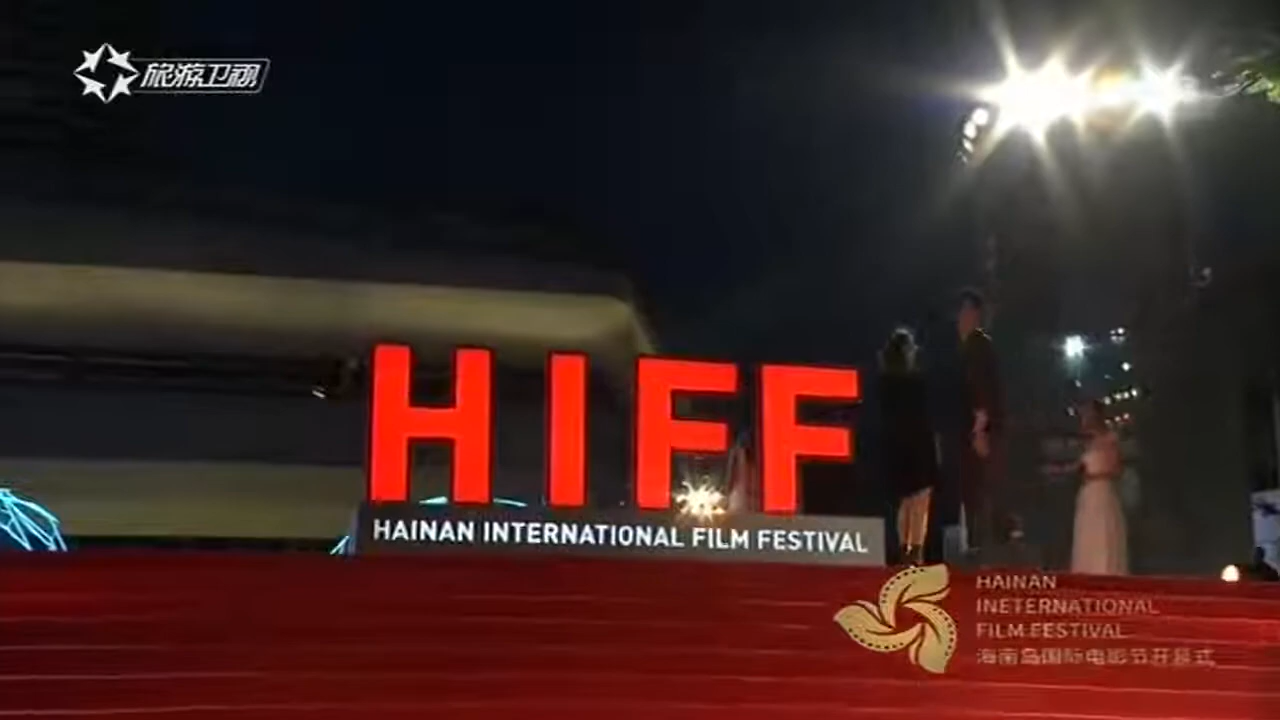 旅游卫视
HIFF
HAINAN INTERNATIONAL FILM FESTIVAL
HAINAN
INETERNATIONAL
FILM FESTIVAL
海南岛国际电影节开幕式